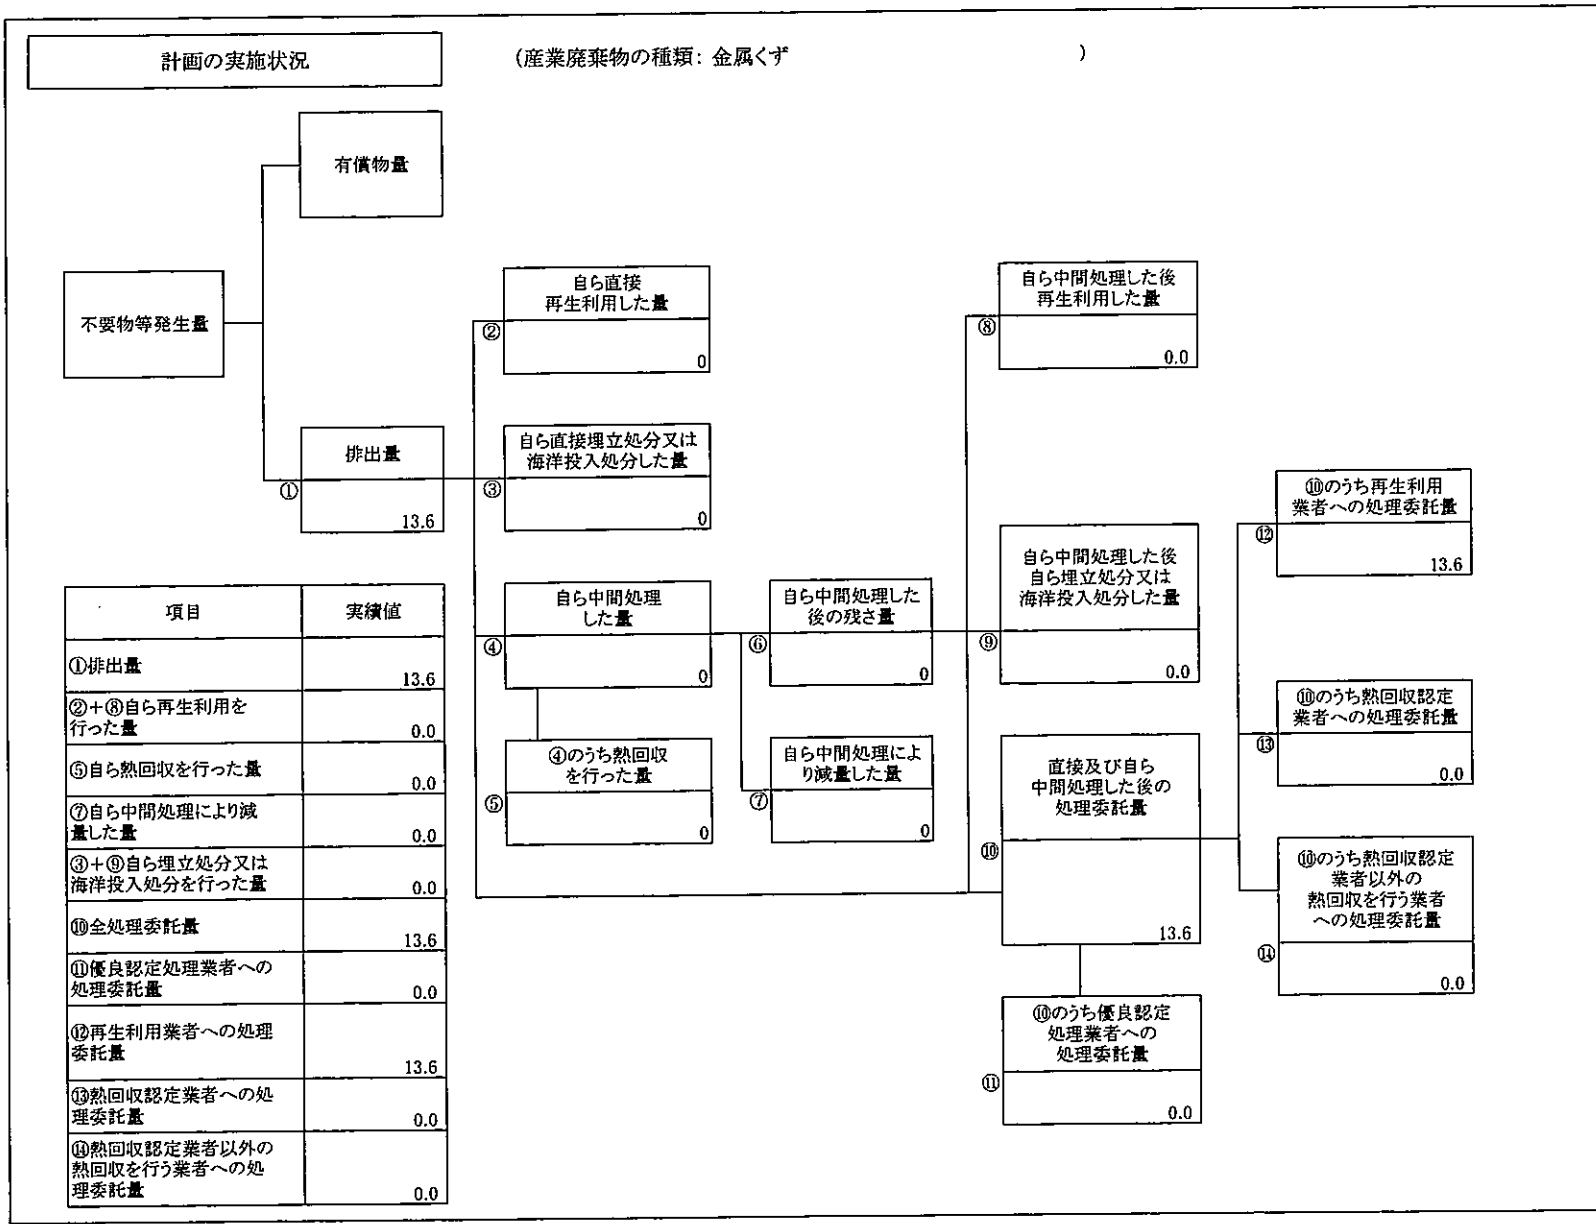 計画の実施状況
(産業廃棄物の種類: 金属くず )
有償物量
不要物等発生量
排出量
①
13.6
自ら直接
再生利用した量
②
0
自ら直接埋立処分又は
海洋投入処分した量
③
0
自ら中間処理
した量
④
0
④のうち熱回収
を行った量
⑤
0
自ら中間処理した
後の残さ量
⑥
0
自ら中間処理によ
り減量した量
⑦
0
自ら中間処理した後
再生利用した量
⑧
0.0
自ら中間処理した後
自ら埋立処分又は
海洋投入処分した量
⑨
0.0
直接及び自ら
中間処理した後の
処理委託量
⑩
13.6
⑩のうち優良認定
処理業者への
処理委託量
⑪
0.0
⑩のうち再生利用
業者への処理委託量
⑫
13.6
⑩のうち熱回収認定
業者への処理委託量
⑬
0.0
⑩のうち熱回収認定
業者以外の
熱回収を行う業者
への処理委託量
⑭
0.0
項目 実績値
①排出量
13.6
②+⑧自ら再生利用を
行った量
0.0
⑤自ら熱回収を行った量
0.0
⑦自ら中間処理により減
量した量
0.0
③+⑨自ら埋立処分又は
海洋投入処分を行った量
0.0
⑩全処理委託量
13.6
⑪優良認定処理業者への
処理委託量
0.0
⑫再生利用業者への処理
委託量
13.6
⑬熱回収認定業者への処
理委託量
0.0
⑭熱回収認定業者以外の
熱回収を行う業者への処
理委託量
0.0